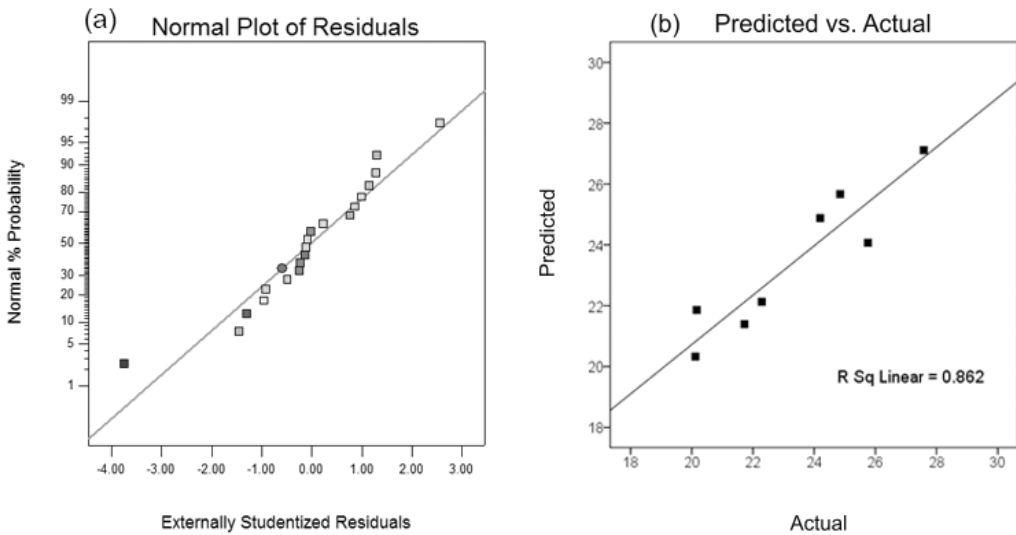 (a)
Normal Plot of Residuals
Normal % Probability
99
95
90
80
70
50
30
20
10
5
1
-4.00 -3.00 -2.00 -1.00 0.00 1.00 2.00 3.00
Externally Studentized Residuals
(b) Predicted vs. Actual
Predicted
30
28
26
24
22
20
18
R Sq Linear = 0.862
18 20 22 24 26 28 30
Actual